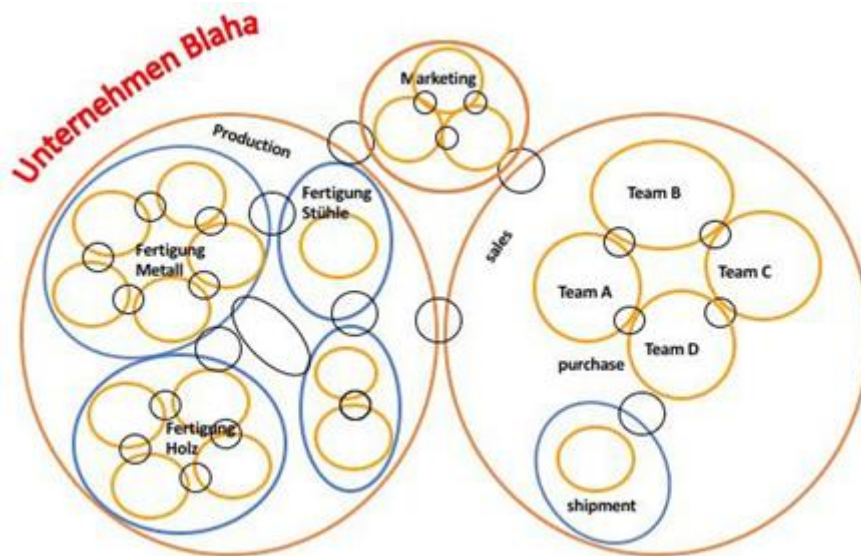 Unternehmen Blaha
Marketing
Production
Fertigung
Stühle
Fertigung
Metall
Fertigung
Holz
sales
Team B
Team A
Team C
Team D
purchase
shipment